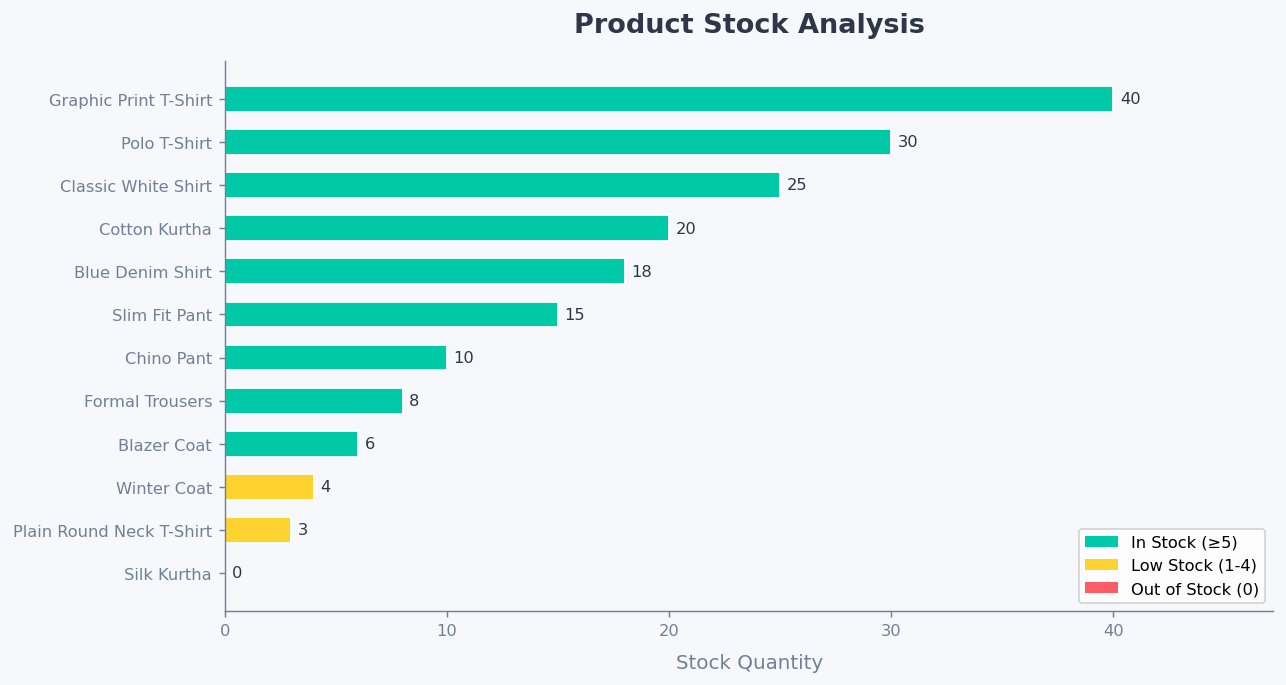 Product Stock Analysis
Graphic Print T-Shirt 40
Polo T-Shirt 30
Classic White Shirt 25
Cotton Kurtha 20
Blue Denim Shirt 18
Slim Fit Pant 15
Chino Pant 10
Formal Trousers 8
Blazer Coat 6
Winter Coat 4
Plain Round Neck T-Shirt 3
Silk Kurtha 0
In Stock (≥5)
Low Stock (1-4)
Out of Stock (0)
0 10 20 30 40
Stock Quantity